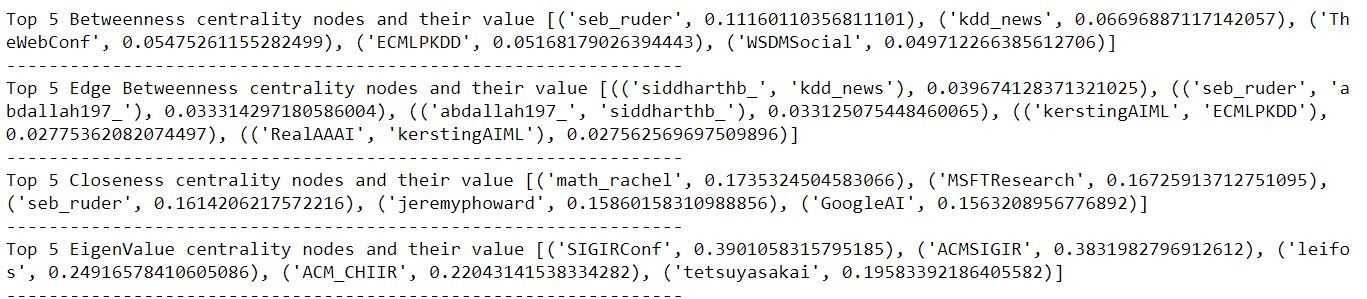 Top 5 Betweenness centrality nodes and their value [('seb_ruder', 0.11160110356811101), ('kdd_news', 0.06696887117142057), ('Th
eWebConf', 0.05475261155282499), ('ECMLPKDD', 0.05168179026394443), ('WSDMSocial', 0.049712266385612706)]
----------------------------------------------------------------
Top 5 Edge Betweenness centrality nodes and their value [(('siddharthb_', 'kdd_news'), 0.039674128371321025), (('seb_ruder', 'a
bdallah197_'), 0.033314297180586004), (('abdallah197_', 'siddharthb_'), 0.033125075448460065), (('kerstingAIML', 'ECMLPKDD'),
0.02775362082074497), (('RealAAAI', 'kerstingAIML'), 0.027562569697509896)]
----------------------------------------------------------------
Top 5 Closeness centrality nodes and their value [('math_rachel', 0.1735324504583066), ('MSFTResearch', 0.16725913712751095),
('seb_ruder', 0.1614206217572216), ('jeremyphoward', 0.15860158310988856), ('GoogleAI', 0.1563208956776892)]
----------------------------------------------------------------
Top 5 EigenValue centrality nodes and their value [('SIGIRConf', 0.3901058315795185), ('ACMSIGIR', 0.3831982796912612), ('leifo
s', 0.24916578410605086), ('ACM_CHIIR', 0.22043141538334282), ('tetsuyasakai', 0.19583392186405582)]
----------------------------------------------------------------